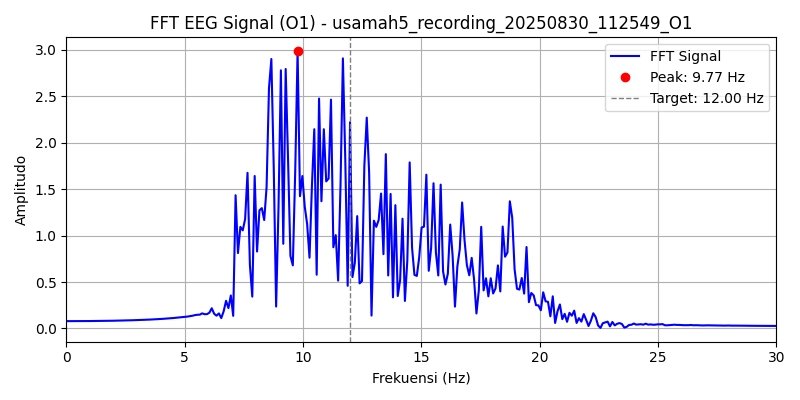 FFT EEG Signal (O1) - usamah5_recording_20250830_112549_O1
FFT Signal
Peak: 9.77 Hz
Target: 12.00 Hz
Amplitudo
3.0
2.5
2.0
1.5
1.0
0.5
0.0
0 5 10 15 20 25 30
Frekuensi (Hz)